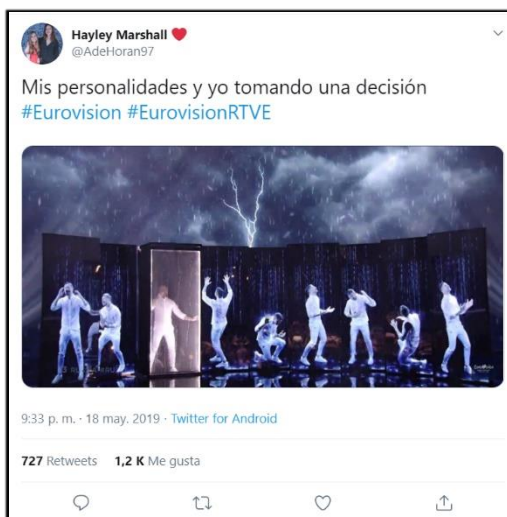 Hayley Marshall ❤
@AdeHoran97
Mis personalidades y yo tomando una decisión
#Eurovision #EurovisionRTVE
9:33 p. m. · 18 may. 2019 · Twitter for Android
727 Retweets 1,2 K Me gusta